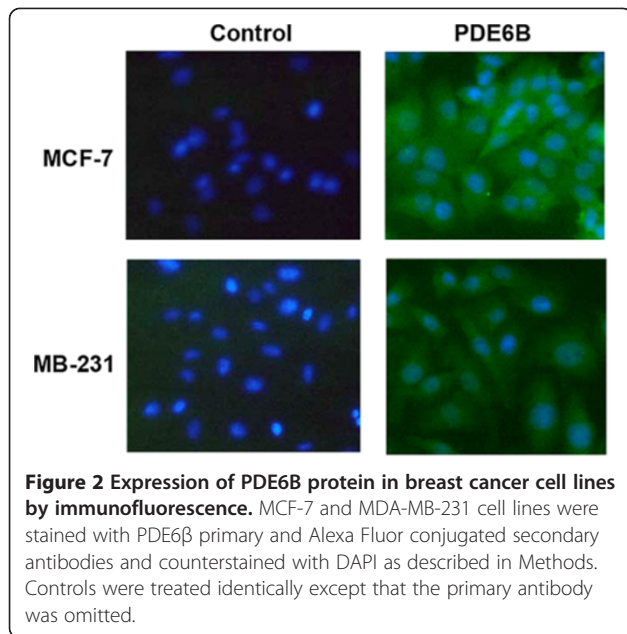 Control PDE6B
MCF-7
MB-231
Figure 2 Expression of PDE6B protein in breast cancer cell lines
by immunofluorescence. MCF-7 and MDA-MB-231 cell lines were
stained with PDE6β primary and Alexa Fluor conjugated secondary
antibodies and counterstained with DAPI as described in Methods.
Controls were treated identically except that the primary antibody
was omitted.